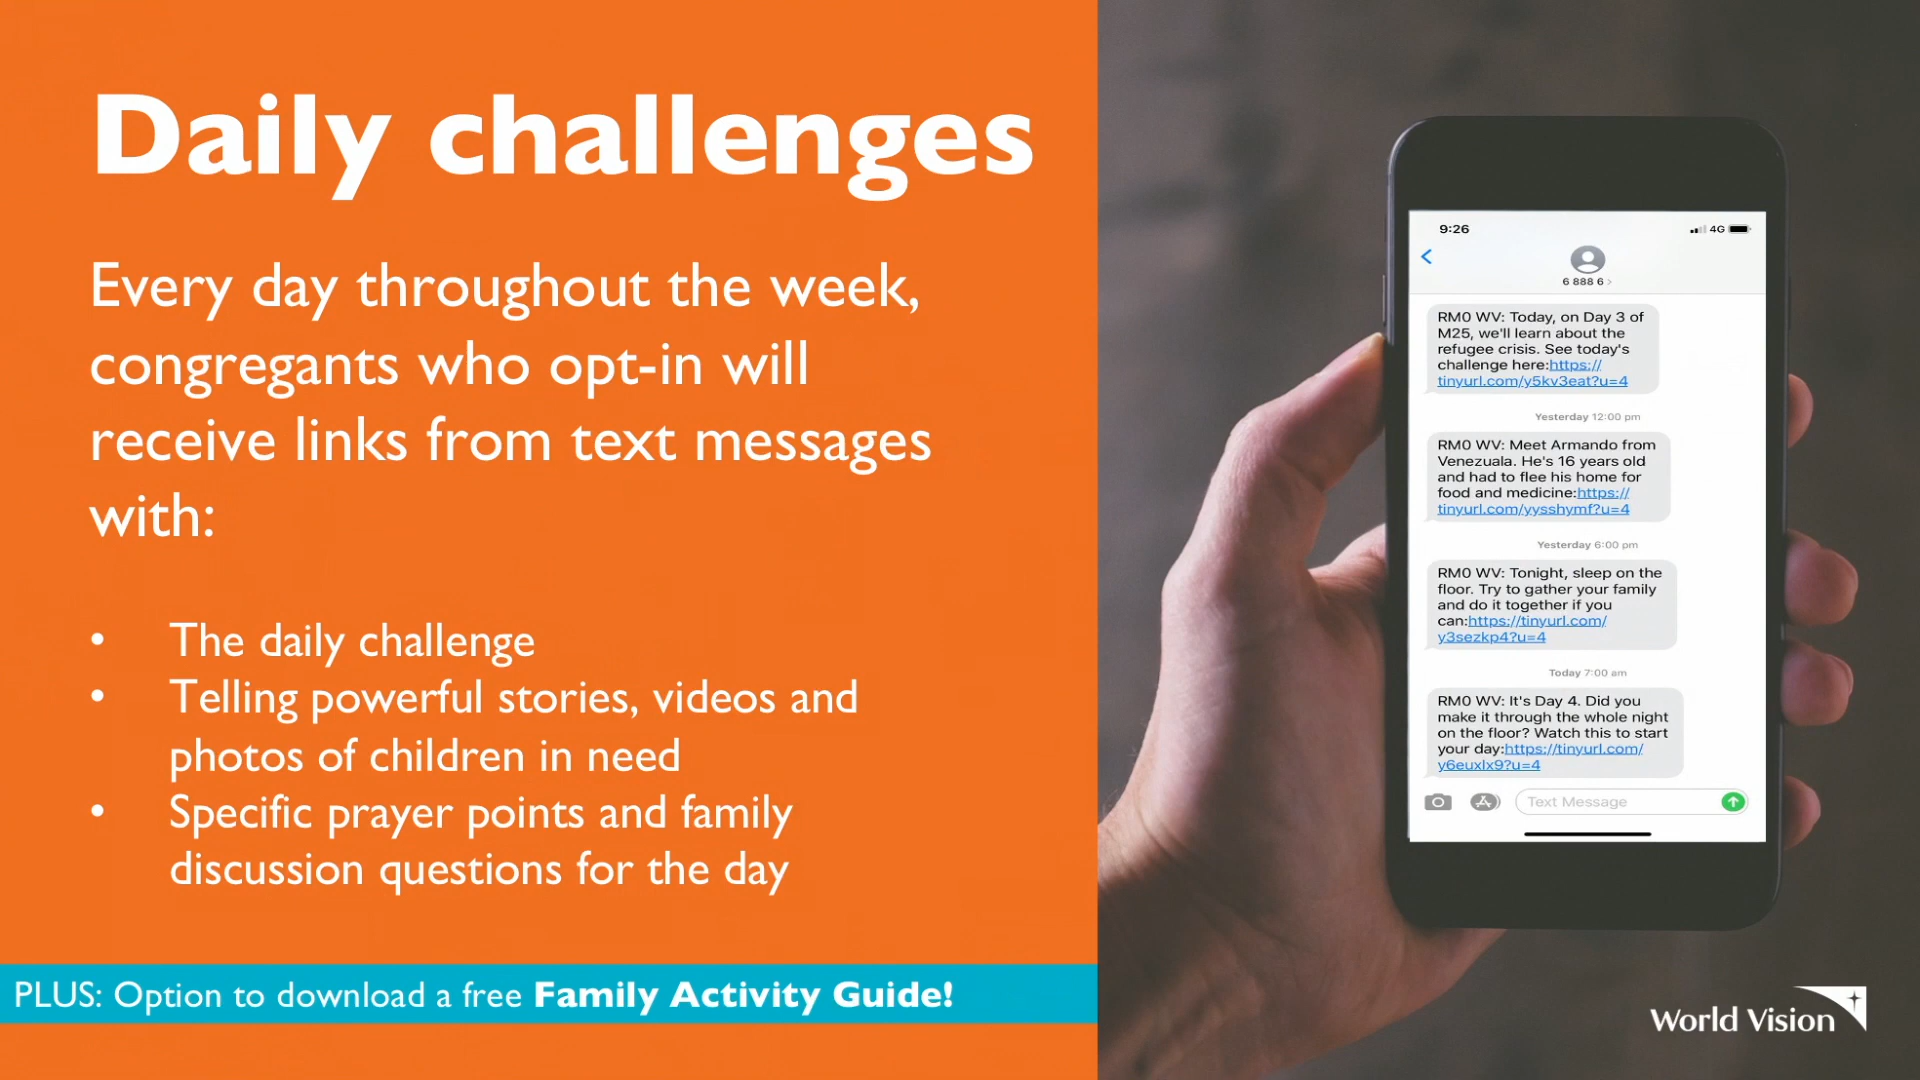 Daily challenges
Every day throughout the week,
congregants who opt-in will
receive links from text messages
with:
• The daily challenge
• Telling powerful stories, videos and
photos of children in need
• Specific prayer points and family
discussion questions for the day
PLUS: Option to download a free Family Activity Guide!
9:26
4G
6 888 6 >
RM0 WV: Today, on Day 3 of
M25, we'll learn about the
refugee crisis. See today's
challenge here:https://
tinyurl.com/y5kv3eat?u=4
Yesterday 12:00 pm
RM0 WV: Meet Armando from
Venezuala. He's 16 years old
and had to flee his home for
food and medicine:https://
tinyurl.com/yysshymf?u=4
Yesterday 6:00 pm
RM0 WV: Tonight, sleep on the
floor. Try to gather your family
and do it together if you
can:https://tinyurl.com/
y3sezkp4?u=4
Today 7:00 am
RM0 WV: It's Day 4. Did you
make it through the whole night
on the floor? Watch this to start
your day:https://tinyurl.com/
y6euxlx9?u=4
Text Message
World Vision